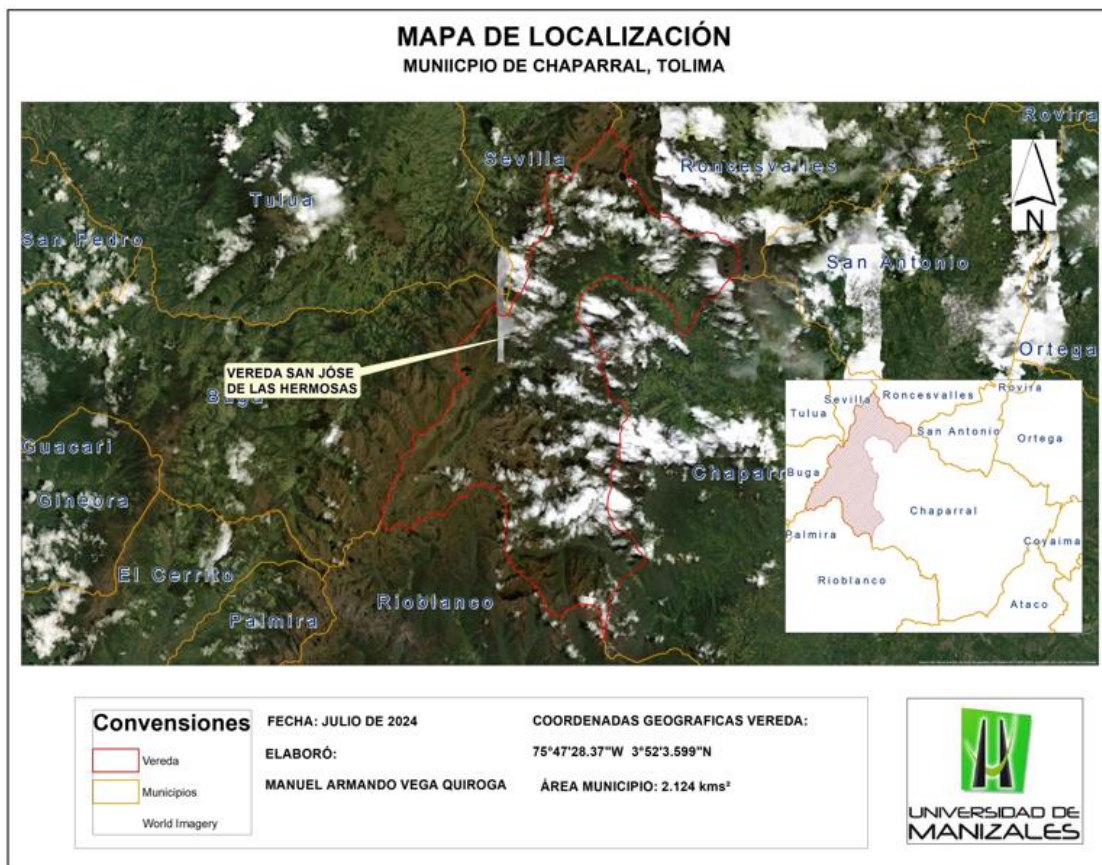 MAPA DE LOCALIZACIÓN
MUNIICPIO DE CHAPARRAL, TOLIMA
Rovira
Sevilla
Roncesvalles
Tulua
N
San Pedro
San Antonio
Ortega
VEREDA SAN JÓSE
DE LAS HERMOSAS
Buga
Guacari
Ginebra
Chaparr
El Cerrito
Rioblanco
Palmira
Rovira
Sevilla
Roncesvalles
Tulua
San Antonio
Ortega
Buga
Chaparral
Palmira
Coyaima
Rioblanco
Ataco
Convensiones
Vereda
Municipios
World Imagery
FECHA: JULIO DE 2024
ELABORÓ:
MANUEL ARMANDO VEGA QUIROGA
COORDENADAS GEOGRAFICAS VEREDA:
75°47'28.37"W 3°52'3.599"N
ÁREA MUNICIPIO: 2.124 kms²
UNIVERSIDAD DE
MANIZALES